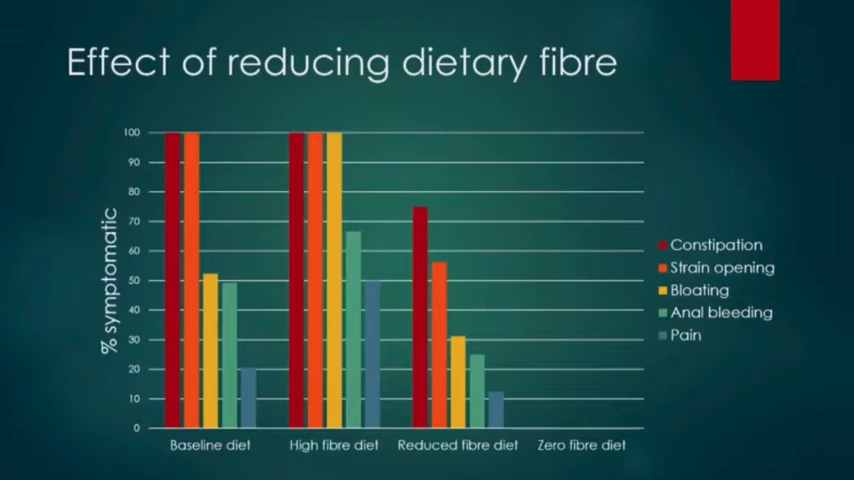 Effect of reducing dietary fibre
100
90
80
70
60
50
40
30
20
10
0
% symptomatic
Baseline diet
High fibre diet
Reduced fibre diet
Zero fibre diet
Constipation
Strain opening
Bloating
Anal bleeding
Pain